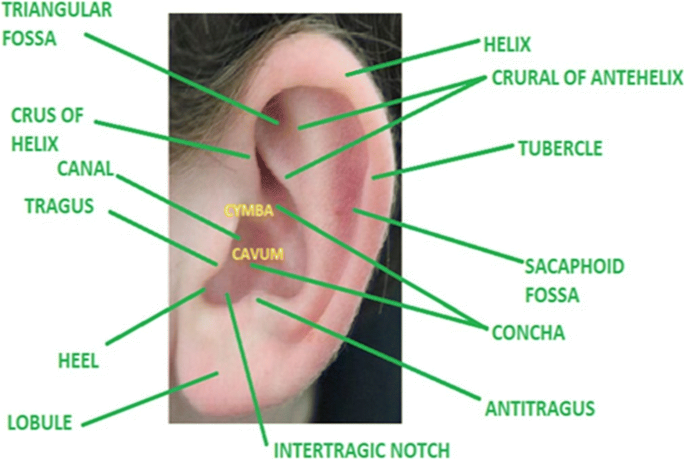 TRIANGULAR
FOSSA
HELIX
CRURAL OF ANTEHELIX
CRUS OF
HELIX
TUBERCLE
CANAL
TRAGUS
CYMBA
CAVUM
SACAPHOID
FOSSA
CONCHA
HEEL
ANTITRAGUS
LOBULE
INTERTRAGIC NOTCH